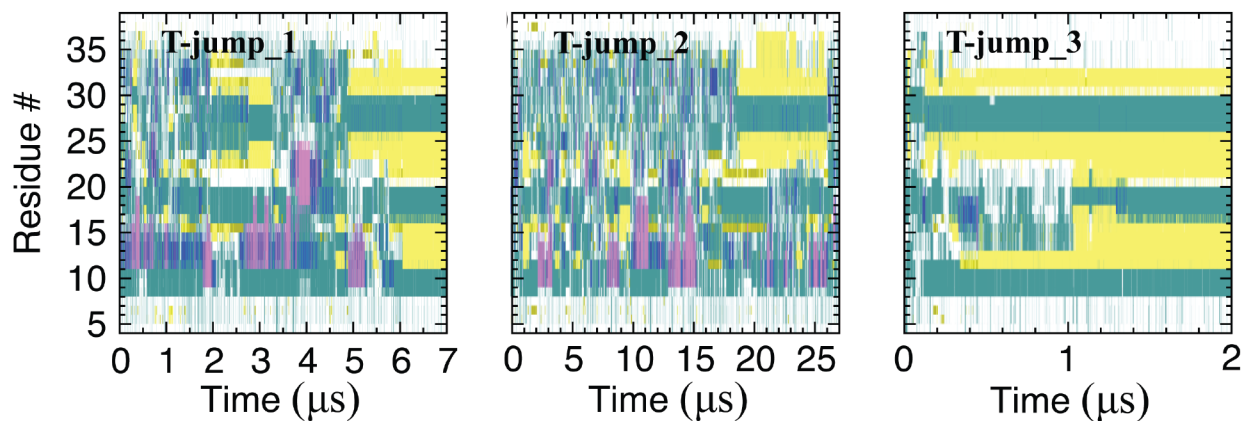 T-jump_1
T-jump_2
T-jump_3
Residue #
35
30
25
20
15
10
5
0 1 2 3 4 5 6 7
0 5 10 15 20 25
0 1 2
Time (μs)
Time (μs)
Time (μs)